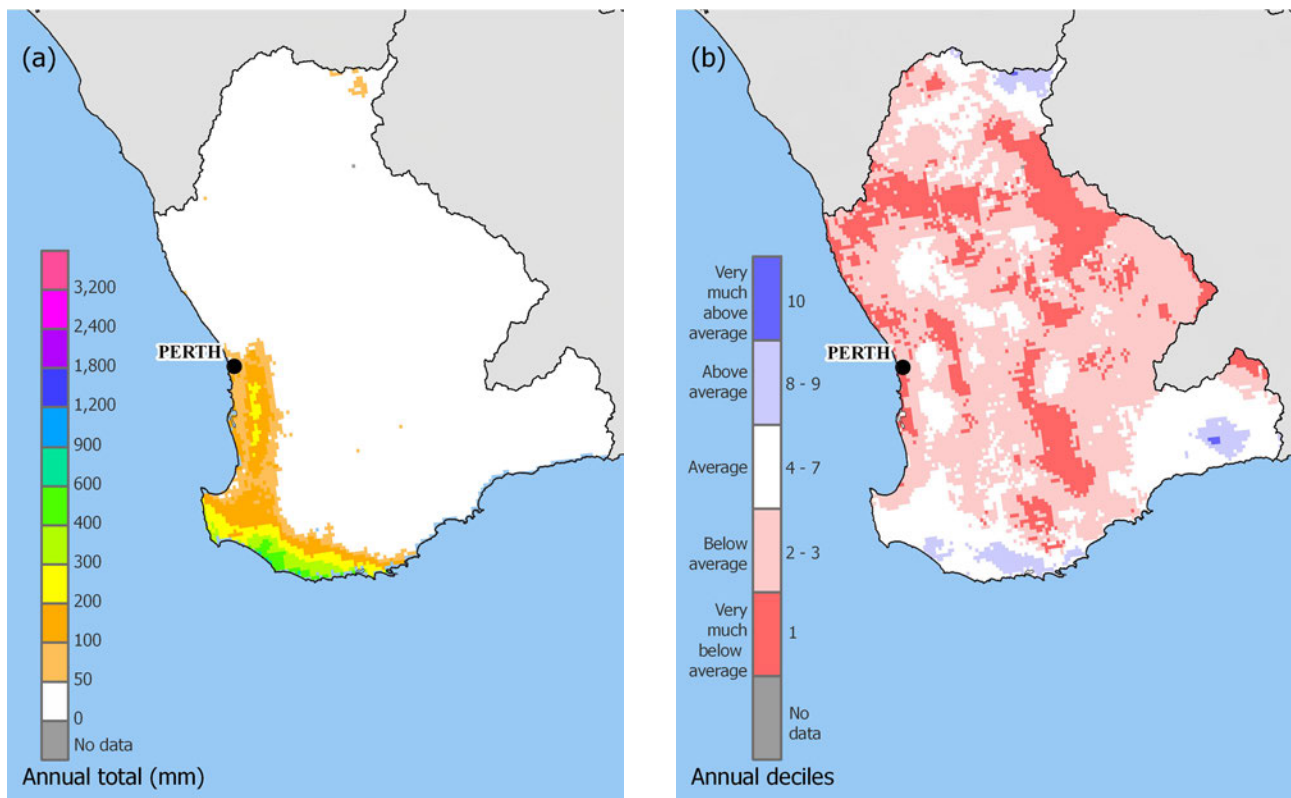 (a)
PERTH
3,200
2,400
1,800
1,200
900
600
400
300
200
100
50
0
No data
Annual total (mm)
(b)
PERTH
Very
much
above
average
10
Above
average
8 - 9
Average
4 - 7
Below
average
2 - 3
Very
much
below
average
1
No
data
Annual deciles